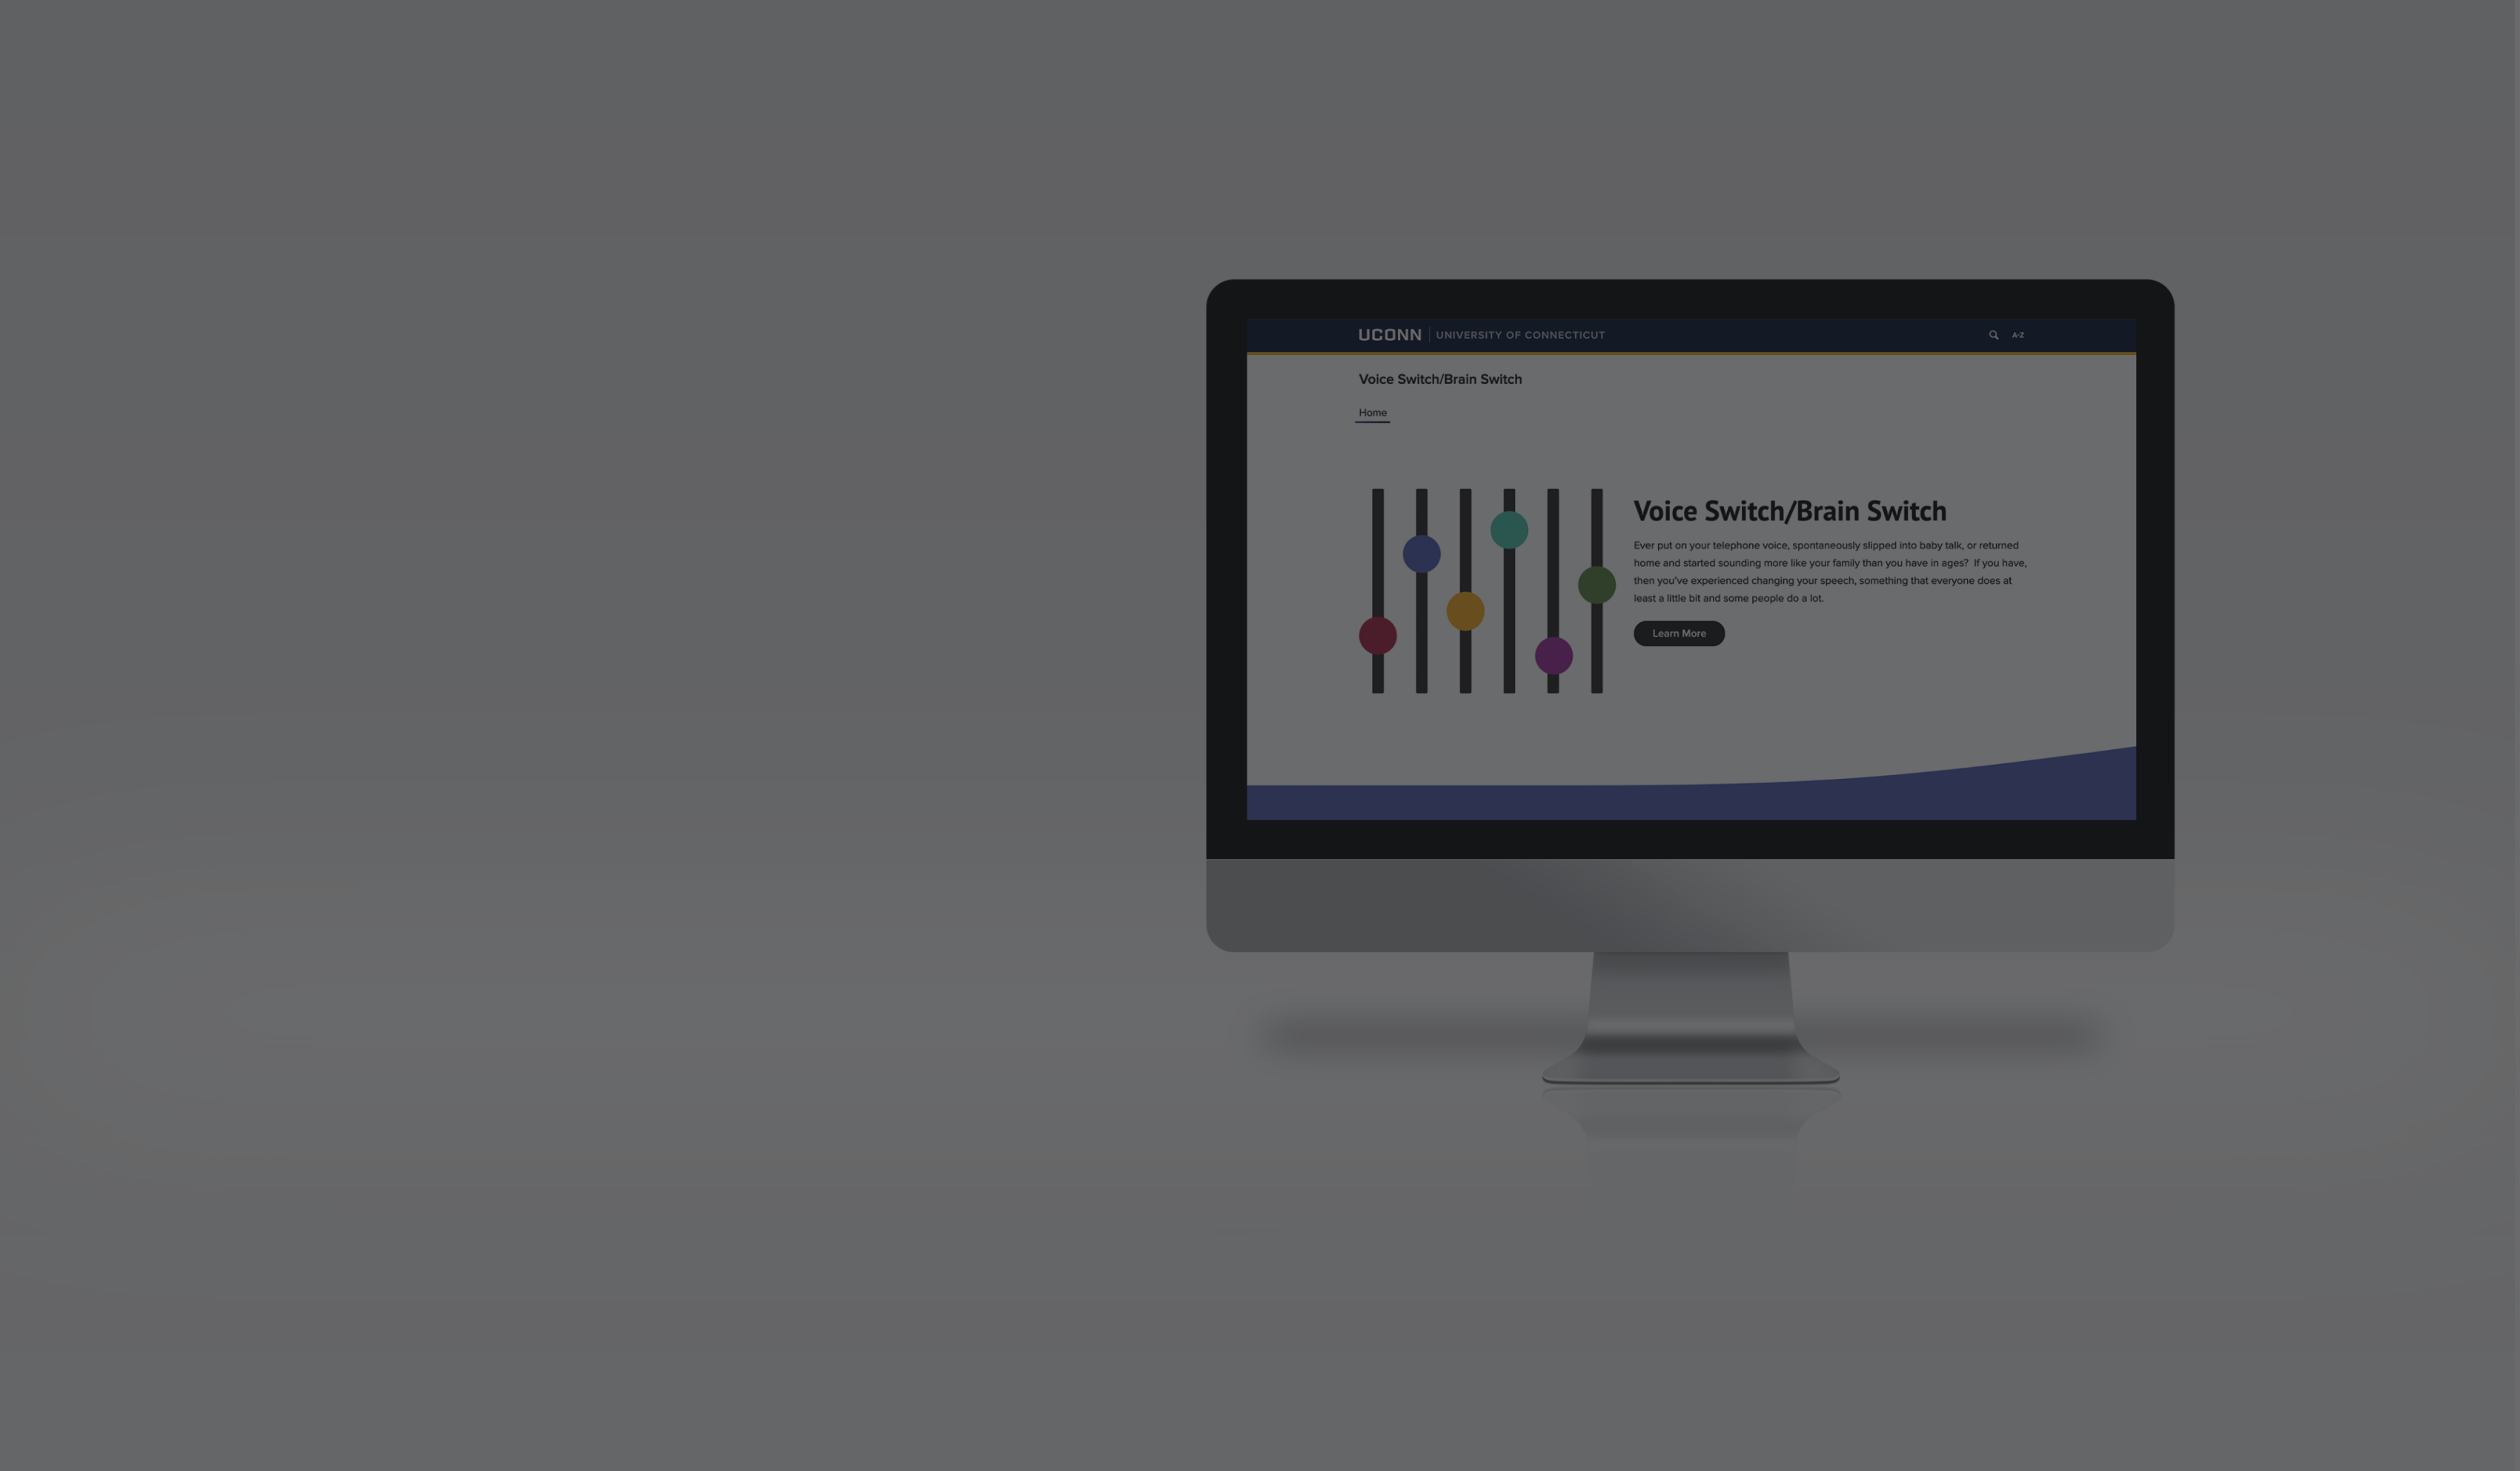 UCONN UNIVERSITY OF CONNECTICUT A-Z
Voice Switch/Brain Switch
Home
Voice Switch/Brain Switch
Ever put on your telephone voice, spontaneously slipped into baby talk, or returned
home and started sounding more like your family than you have in ages? If you have,
then you've experienced changing your speech, something that everyone does at
least a little bit and some people do a lot.
Learn More